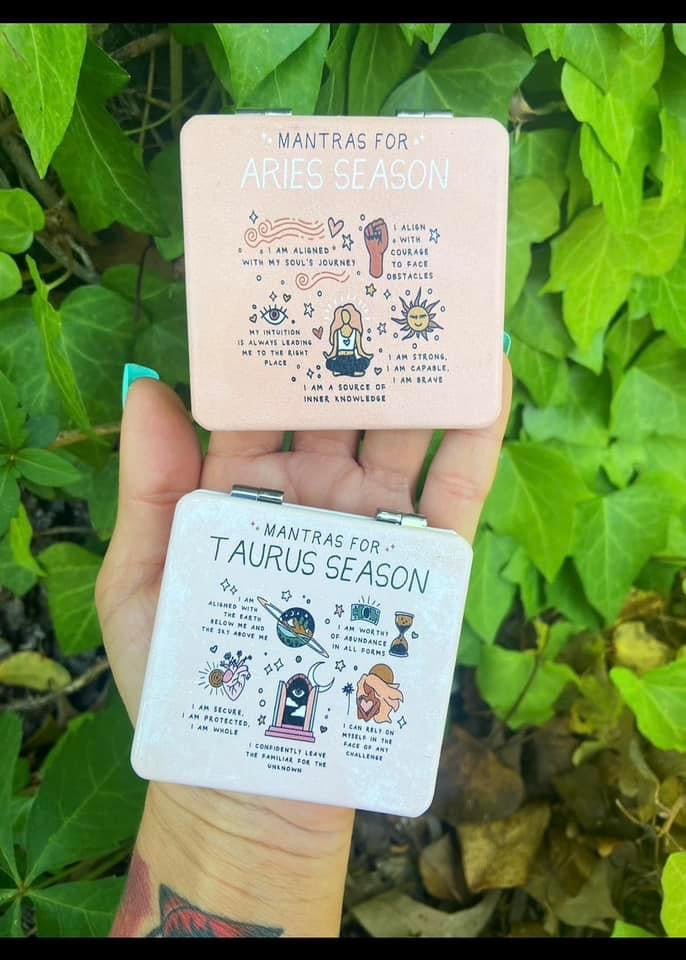 MANTRAS FOR
ARIES SEASON
I AM ALIGNED
WITH MY SOUL'S JOURNEY
I ALIGN
WITH
COURAGE
TO FACE
OBSTACLES
MY INTUITION
IS ALWAYS LEADING
ME TO THE RIGHT
PLACE
I AM STRONG,
I AM CAPABLE,
I AM BRAVE
I AM A SOURCE OF
INNER KNOWLEDGE
MANTRAS FOR
TAURUS SEASON
I AM
ALIGNED WITH
THE EARTH
BELOW ME AND
THE SKY ABOVE ME
I AM WORTHY
OF ABUNDANCE
IN ALL FORMS
I AM SECURE,
I AM PROTECTED,
I AM WHOLE
I CONFIDENTLY LEAVE
THE FAMILIAR FOR THE
UNKNOWN
I CAN RELY ON
MYSELF IN THE
FACE OF ANY
CHALLENGE